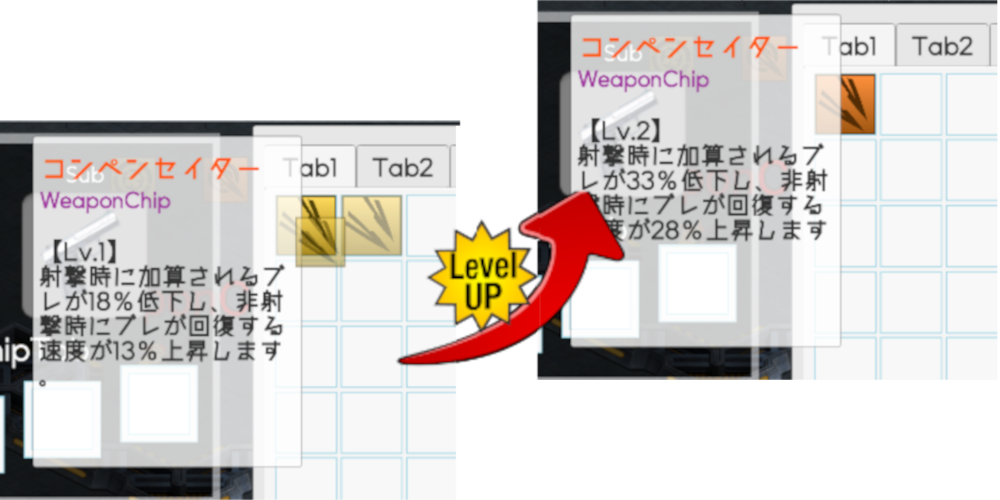 コンペンセイター
Sub
Tab1
Tab2
WeaponChip
【Lv.1】
射撃時に加算されるブ
レが18%低下し、非射
撃時にブレが回復する
速度が13%上昇します
。
Level
UP
コンペンセイター
Sub
Tab1
Tab2
WeaponChip
【Lv.2】
射撃時に加算されるブ
レが33%低下し、非射
撃時にブレが回復する
度が28%上昇します